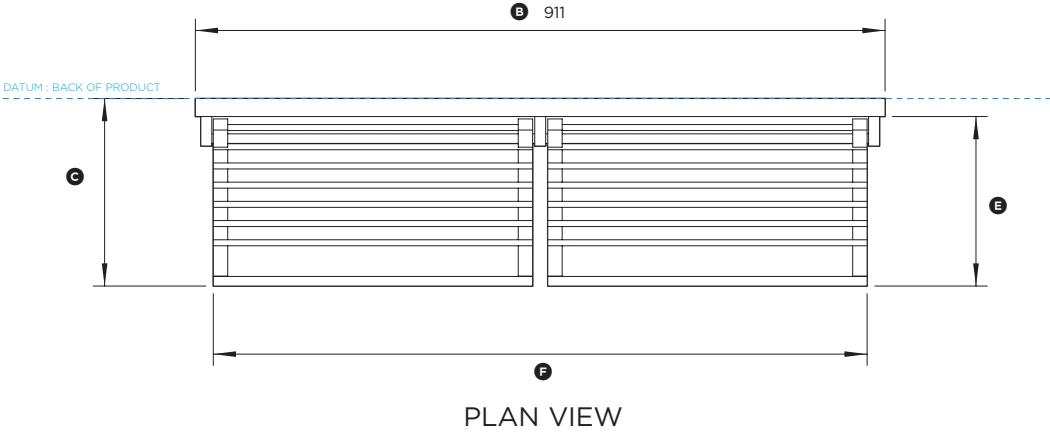 B 911
DATUM : BACK OF PRODUCT
C
E
F
PLAN VIEW